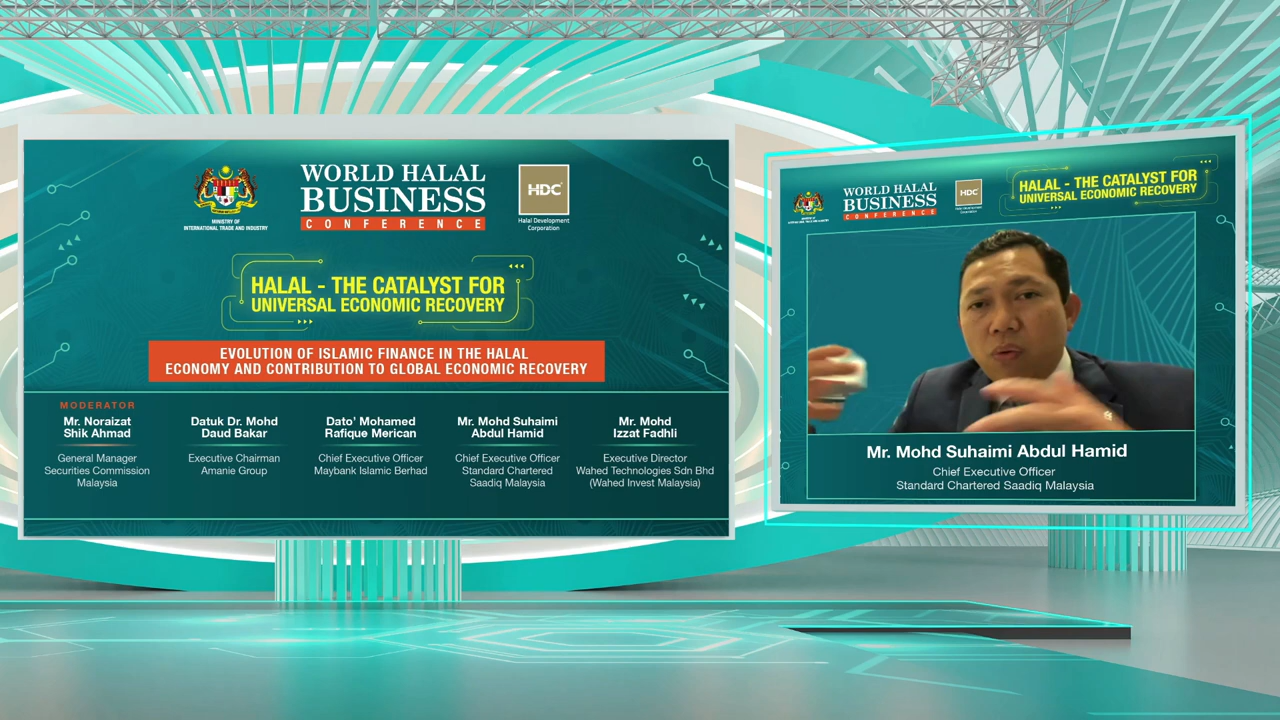 MINISTRY OF
INTERNATIONAL TRADE AND INDUSTRY
WORLD HALAL
BUSINESS
CONFERENCE
HDC
Halal Development
Corporation
HALAL - THE CATALYST FOR
UNIVERSAL ECONOMIC RECOVERY
EVOLUTION OF ISLAMIC FINANCE IN THE HALAL
ECONOMY AND CONTRIBUTION TO GLOBAL ECONOMIC RECOVERY
MODERATOR
Mr. Noraizat
Shik Ahmad
General Manager
Securities Commission
Malaysia
Datuk Dr. Mohd
Daud Bakar
Executive Chairman
Amanie Group
Dato' Mohamed
Rafique Merican
Chief Executive Officer
Maybank Islamic Berhad
Mr. Mohd Suhaimi
Abdul Hamid
Chief Executive Officer
Standard Chartered
Saadiq Malaysia
Mr. Mohd
Izzat Fadhli
Executive Director
Wahed Technologies Sdn Bhd
(Wahed Invest Malaysia)
WORLD HALAL
BUSINESS
CONFERENCE
HDC
Halal Development
Corporation
HALAL - THE CATALYST FOR
UNIVERSAL ECONOMIC RECOVERY
Mr. Mohd Suhaimi Abdul Hamid
Chief Executive Officer
Standard Chartered Saadiq Malaysia